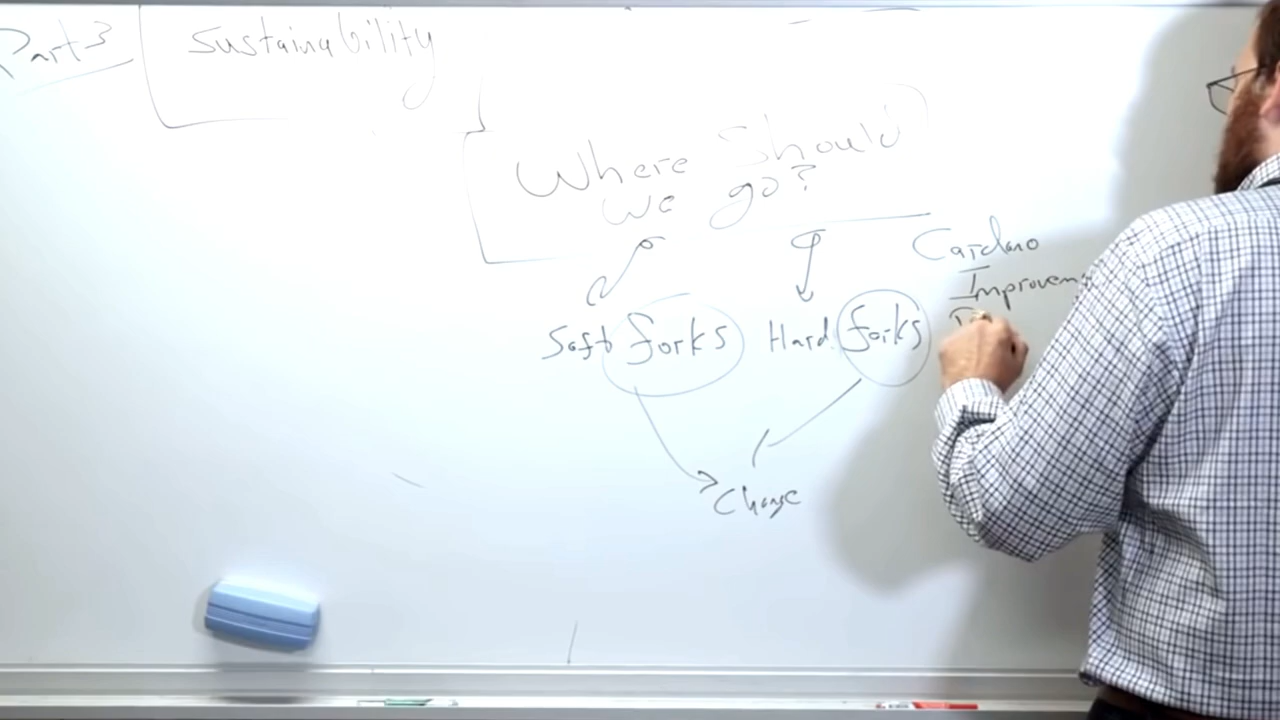 Part 3
Sustainability
Where Should
we go?
Cardano
Improvem
Soft forks Hard forks
Change